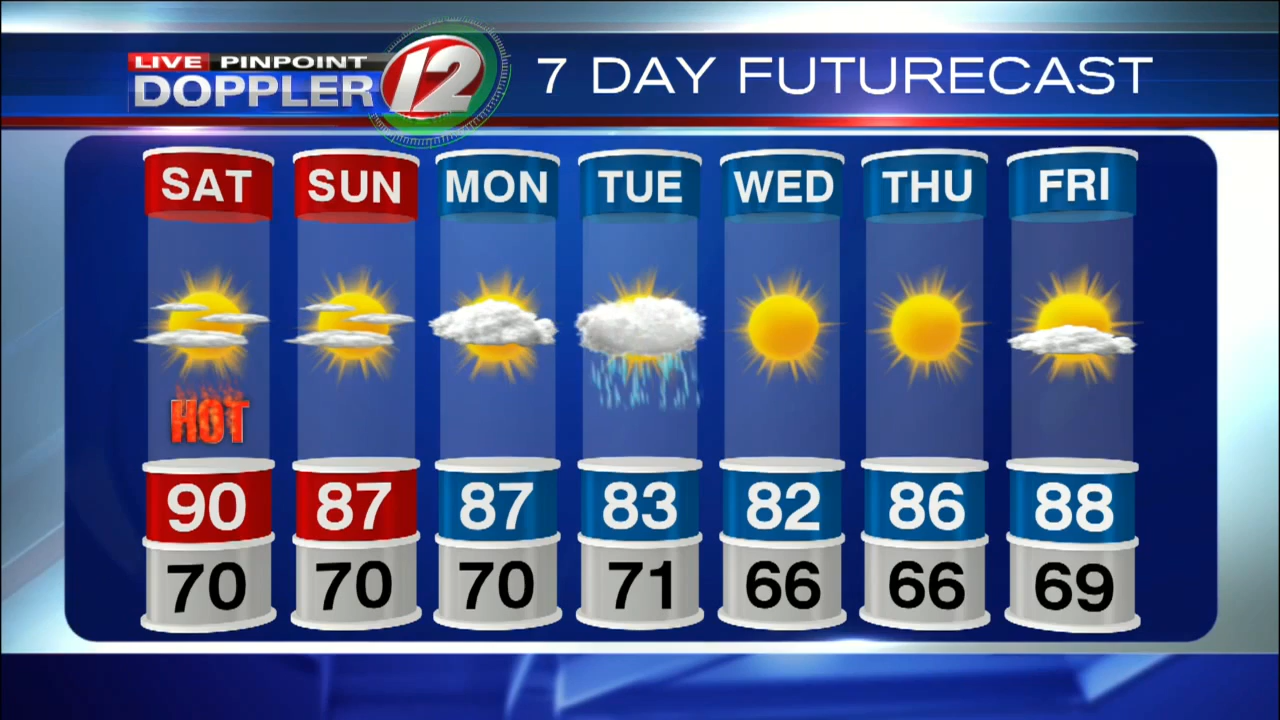 LIVE PINPOINT
DOPPLER 12
7 DAY FUTURECAST
SAT SUN MON TUE WED THU FRI
HOT
90 87 87 83 82 86 88
70 70 70 71 66 66 69